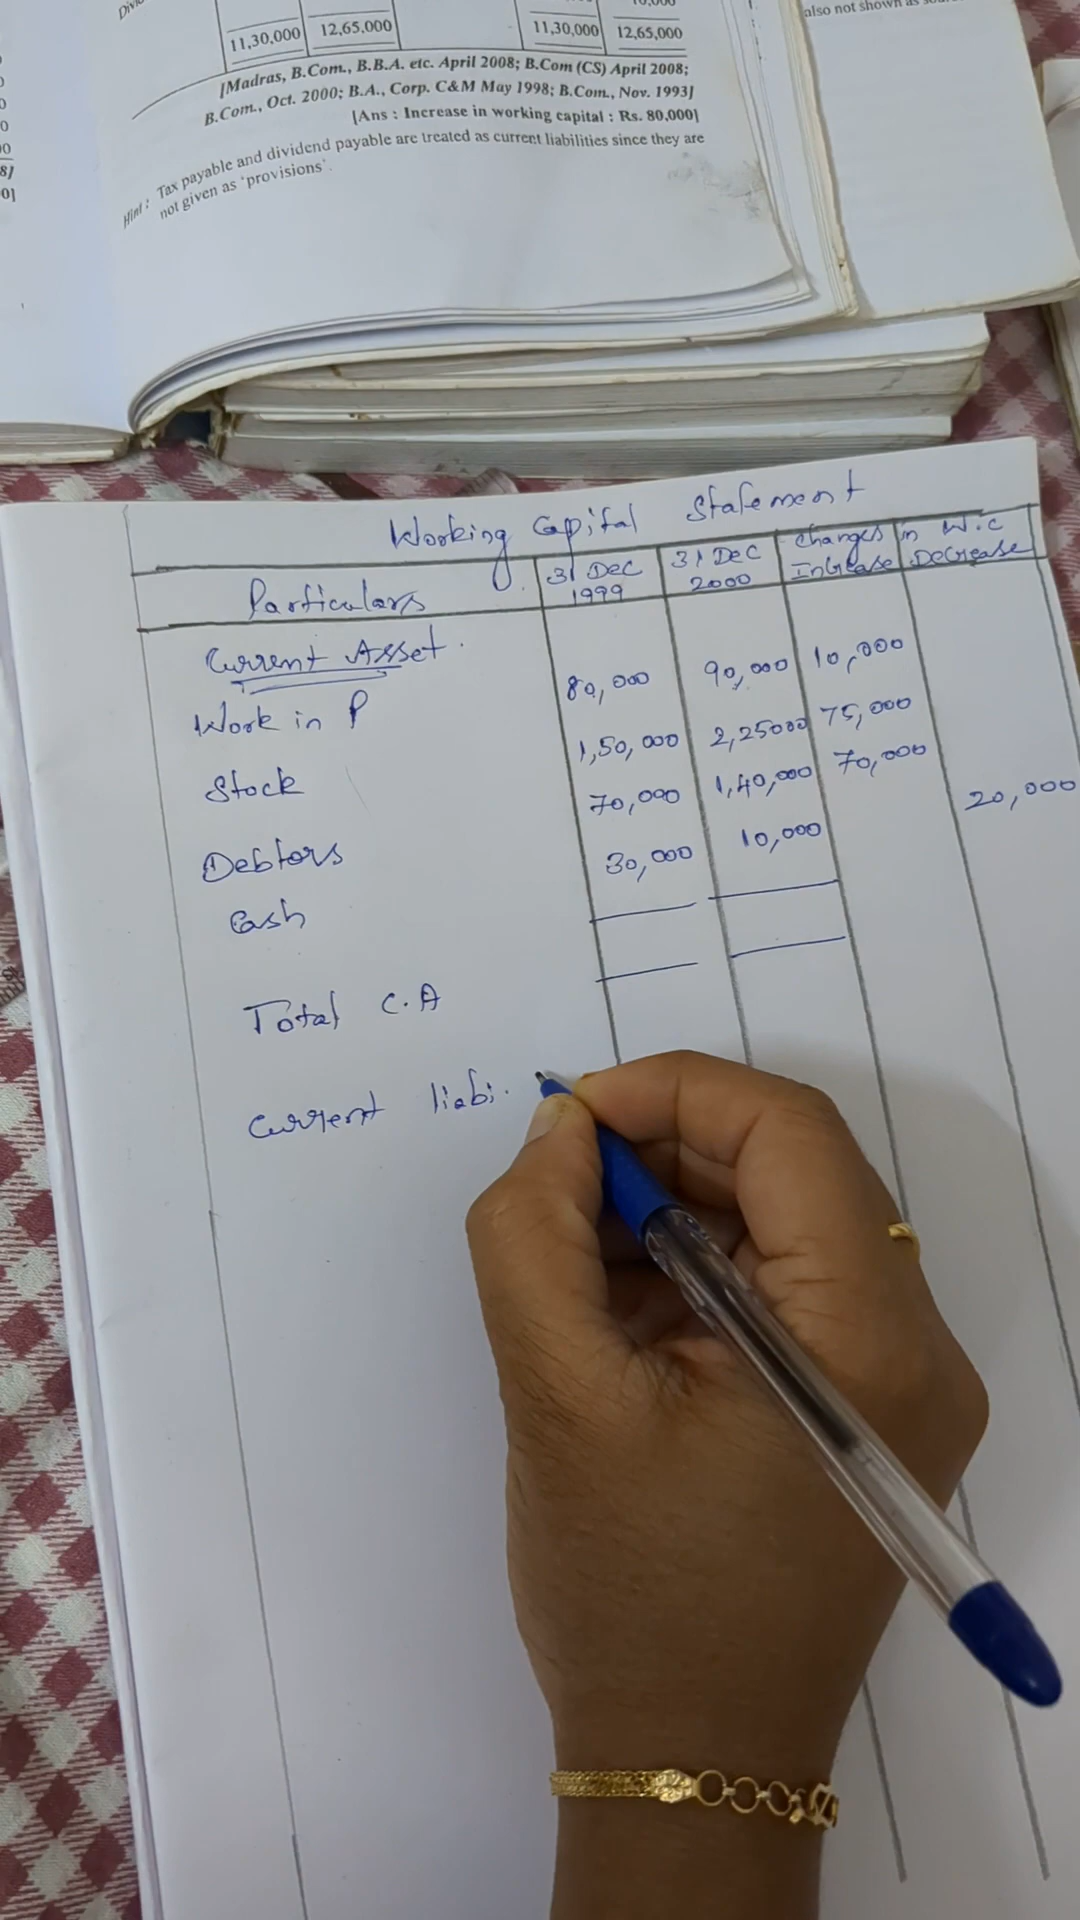 11,30,000 12,65,000 11,30,000 12,65,000
also not shown as
[Madras, B.Com., B.B.A. etc. April 2008; B.Com (CS) April 2008;
B.Com., Oct. 2000; B.A., Corp. C&M May 1998; B.Com., Nov. 1993]
[Ans : Increase in working capital : Rs. 80,000]
Hint : Tax payable and dividend payable are treated as current liabilities since they are
not given as 'provisions'.
Working Capital Statement
Particulars 31 Dec 1999 31 Dec 2000 Changes in W.C Increase Decrease
Current Asset.
Work in P 80,000 90,000 10,000
Stock 1,50,000 2,25000 75,000
Debtors 70,000 1,40,000 70,000
Cash 30,000 10,000 20,000
Total C.A
Current liabi.